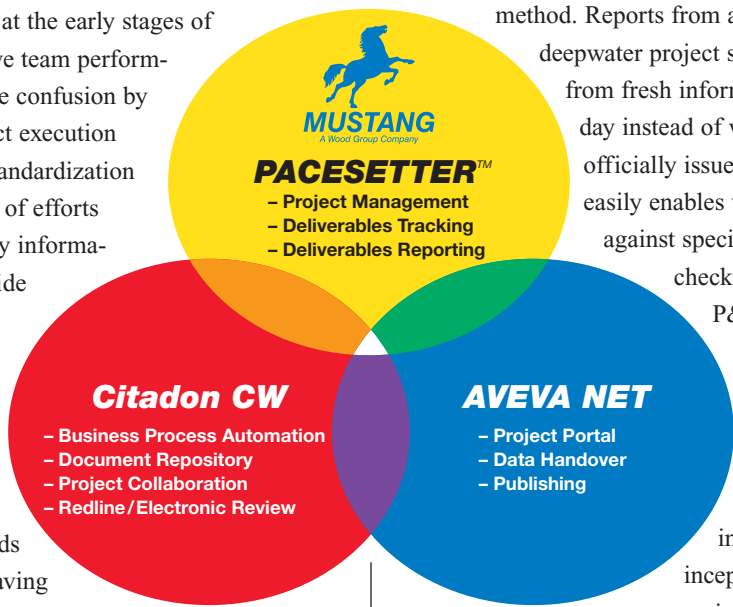 at the early stages of
ve team perform-
e confusion by
ct execution
andardization
of efforts
y informa-
ide
ds
aving
method. Reports from a
deepwater project s
from fresh inform
day instead of v
officially issue
easily enables
against speci
check
P&
in
incep
MUSTANG
A Wood Group Company
PACESETTER™
– Project Management
– Deliverables Tracking
– Deliverables Reporting
Citadon CW
– Business Process Automation
– Document Repository
– Project Collaboration
– Redline/Electronic Review
AVEVA NET
– Project Portal
– Data Handover
– Publishing